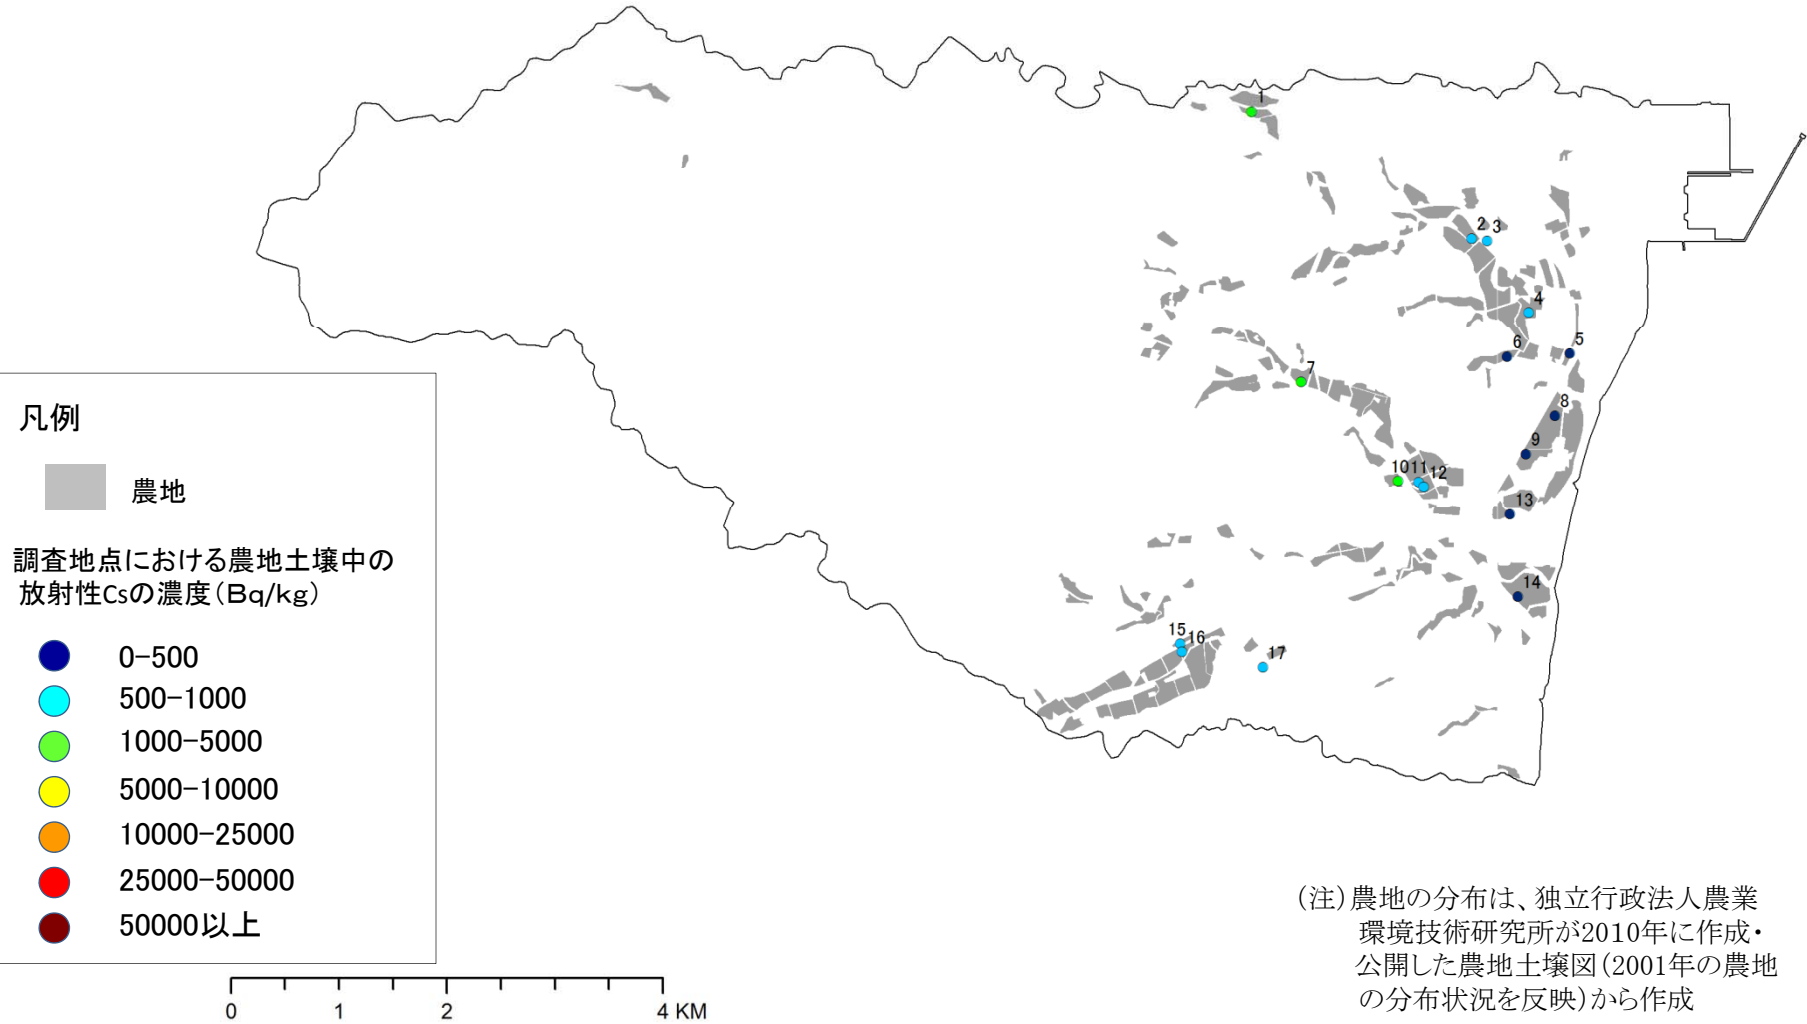 1
2 3
4
5
6
7
8
9
10 11 12
13
14
15 16
17
凡例
農地
調査地点における農地土壌中の
放射性Csの濃度(Bq/kg)
0-500
500-1000
1000-5000
5000-10000
10000-25000
25000-50000
50000以上
0 1 2 4 KM
(注)農地の分布は、独立行政法人農業
環境技術研究所が2010年に作成・
公開した農地土壌図(2001年の農地
の分布状況を反映)から作成